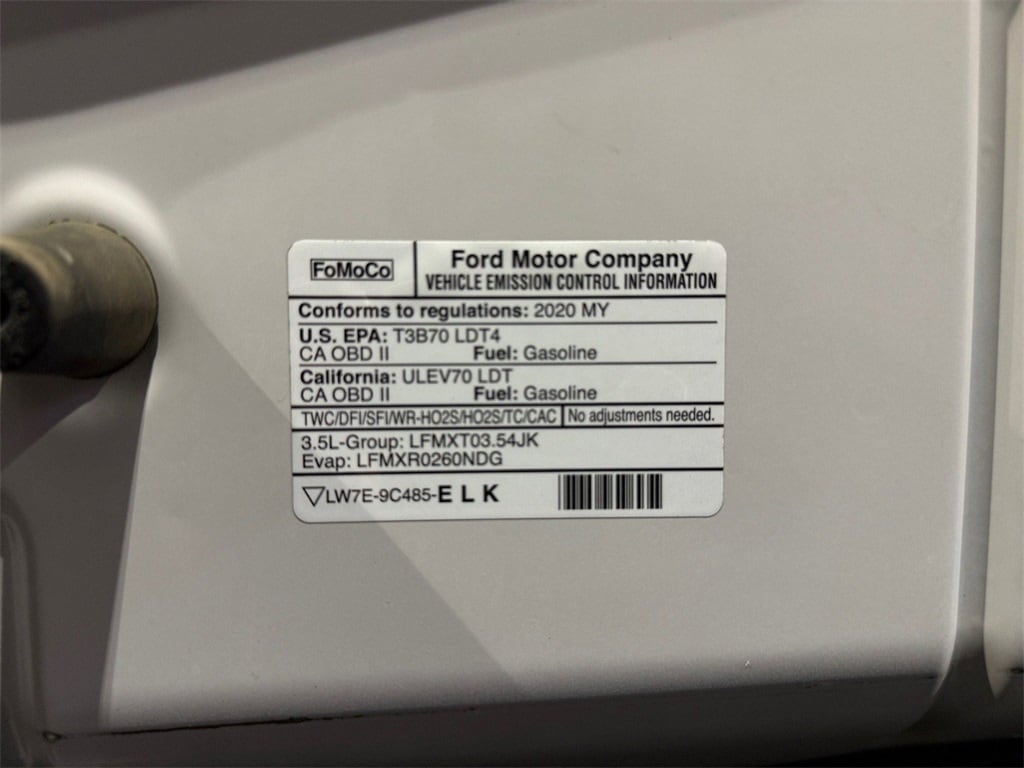 FoMoCo
Ford Motor Company
VEHICLE EMISSION CONTROL INFORMATION
Conforms to regulations: 2020 MY
U.S. EPA: T3B70 LDT4
CA OBD II Fuel: Gasoline
California: ULEV70 LDT
CA OBD II Fuel: Gasoline
TWC/DFI/SFI/WR-HO2S/HO2S/TC/CAC No adjustments needed.
3.5L-Group: LFMXT03.54JK
Evap: LFMXR0260NDG
▽LW7E-9C485-E L K